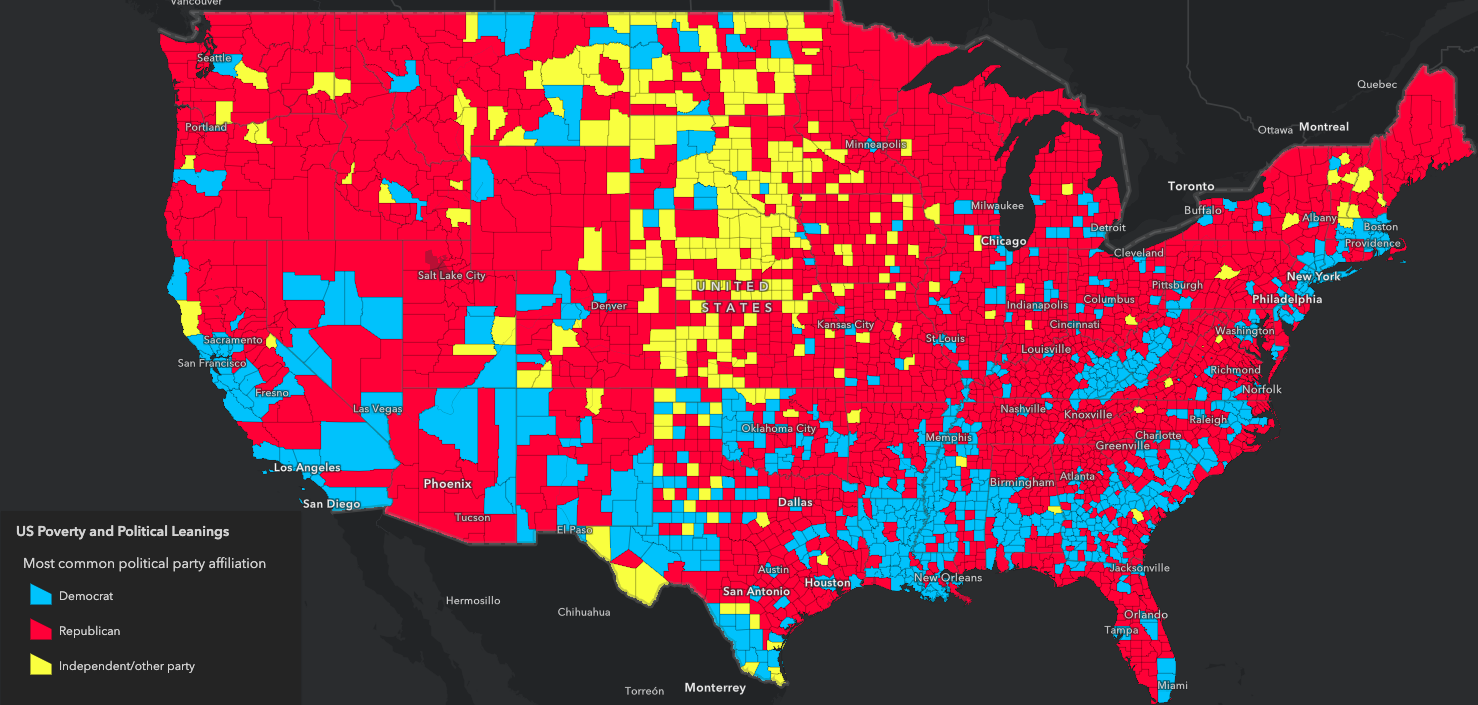 Vancouver
Seattle
Quebec
Portland
Ottawa
Montreal
Minneapolis
Toronto
Milwaukee
Buffalo
Albany
Detroit
Boston
Chicago
Providence
Cleveland
Salt Lake City
New York
UNITED
STATES
Pittsburgh
Denver
Indianapolis
Columbus
Philadelphia
Kansas City
Cincinnati
Washington
Sacramento
St Louis
Louisville
San Francisco
Richmond
Fresno
Norfolk
Las Vegas
Nashville
Knoxville
Raleigh
Oklahoma City
Memphis
Charlotte
Greenville
Los Angeles
Atlanta
Phoenix
Birmingham
San Diego
Dallas
Tucson
El Paso
US Poverty and Political Leanings
Most common political party affiliation
Austin
Jacksonville
Houston
New Orleans
San Antonio
Democrat
Hermosillo
Chihuahua
Orlando
Republican
Tampa
Independent/other party
Torreón
Monterrey
Miami